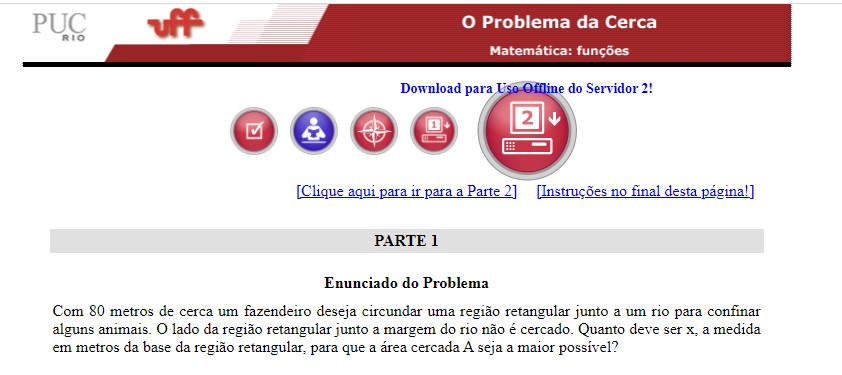 PUC
RIO
uff
O Problema da Cerca
Matemática: funções
Download para Uso Offline do Servidor 2!
1
2
[Clique aqui para ir para a Parte 2] [Instruções no final desta página!]
PARTE 1
Enunciado do Problema
Com 80 metros de cerca um fazendeiro deseja circundar uma região retangular junto a um rio para confinar
alguns animais. O lado da região retangular junto a margem do rio não é cercado. Quanto deve ser x, a medida
em metros da base da região retangular, para que a área cercada A seja a maior possível?